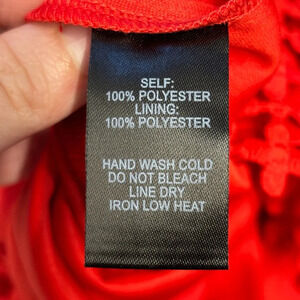 SELF:
100% POLYESTER
LINING:
100% POLYESTER
HAND WASH COLD
DO NOT BLEACH
LINE DRY
IRON LOW HEAT